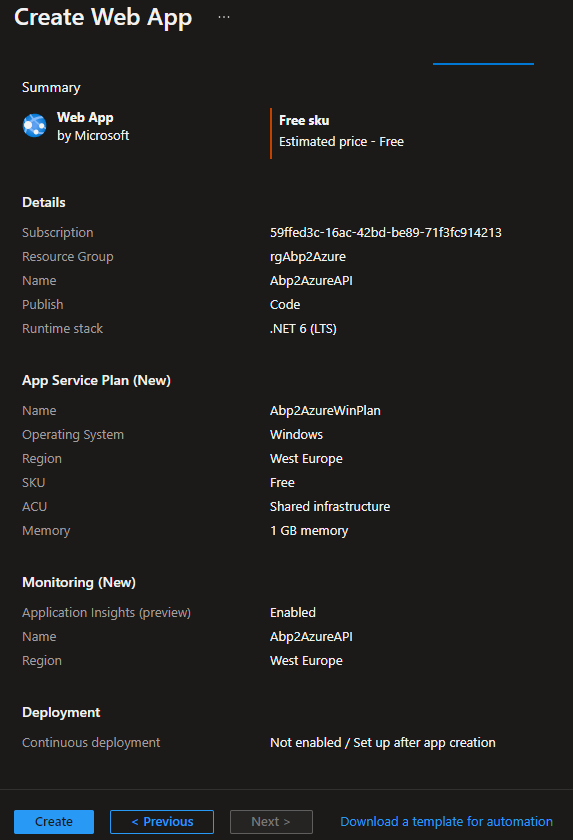 Create Web App ...
Summary
Web App
by Microsoft
Free sku
Estimated price - Free
Details
Subscription 59ffed3c-16ac-42bd-be89-71f3fc914213
Resource Group rgAbp2Azure
Name Abp2AzureAPI
Publish Code
Runtime stack .NET 6 (LTS)
App Service Plan (New)
Name Abp2AzureWinPlan
Operating System Windows
Region West Europe
SKU Free
ACU Shared infrastructure
Memory 1 GB memory
Monitoring (New)
Application Insights (preview) Enabled
Name Abp2AzureAPI
Region West Europe
Deployment
Continuous deployment Not enabled / Set up after app creation
Create < Previous Next > Download a template for automation